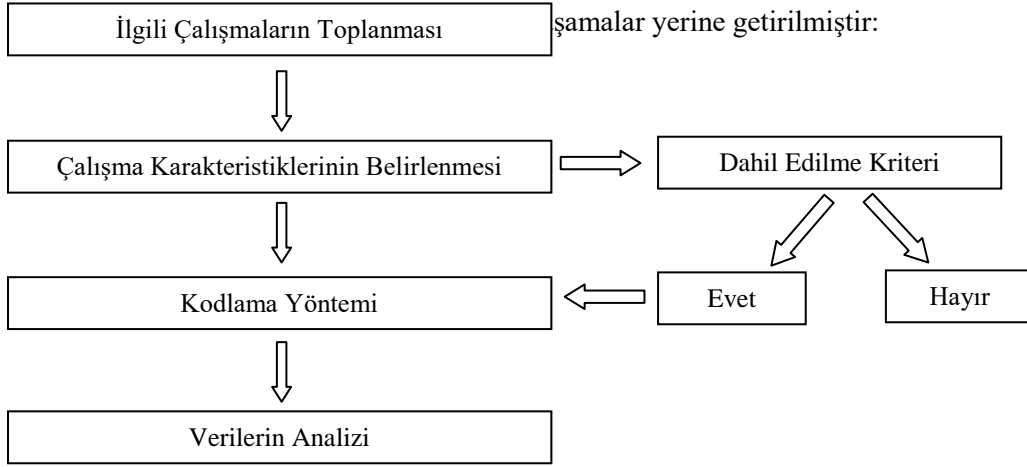 İlgili Çalışmaların Toplanması
şamalar yerine getirilmiştir:
Çalışma Karakteristiklerinin Belirlenmesi
Dahil Edilme Kriteri
Kodlama Yöntemi
Evet
Hayır
Verilerin Analizi